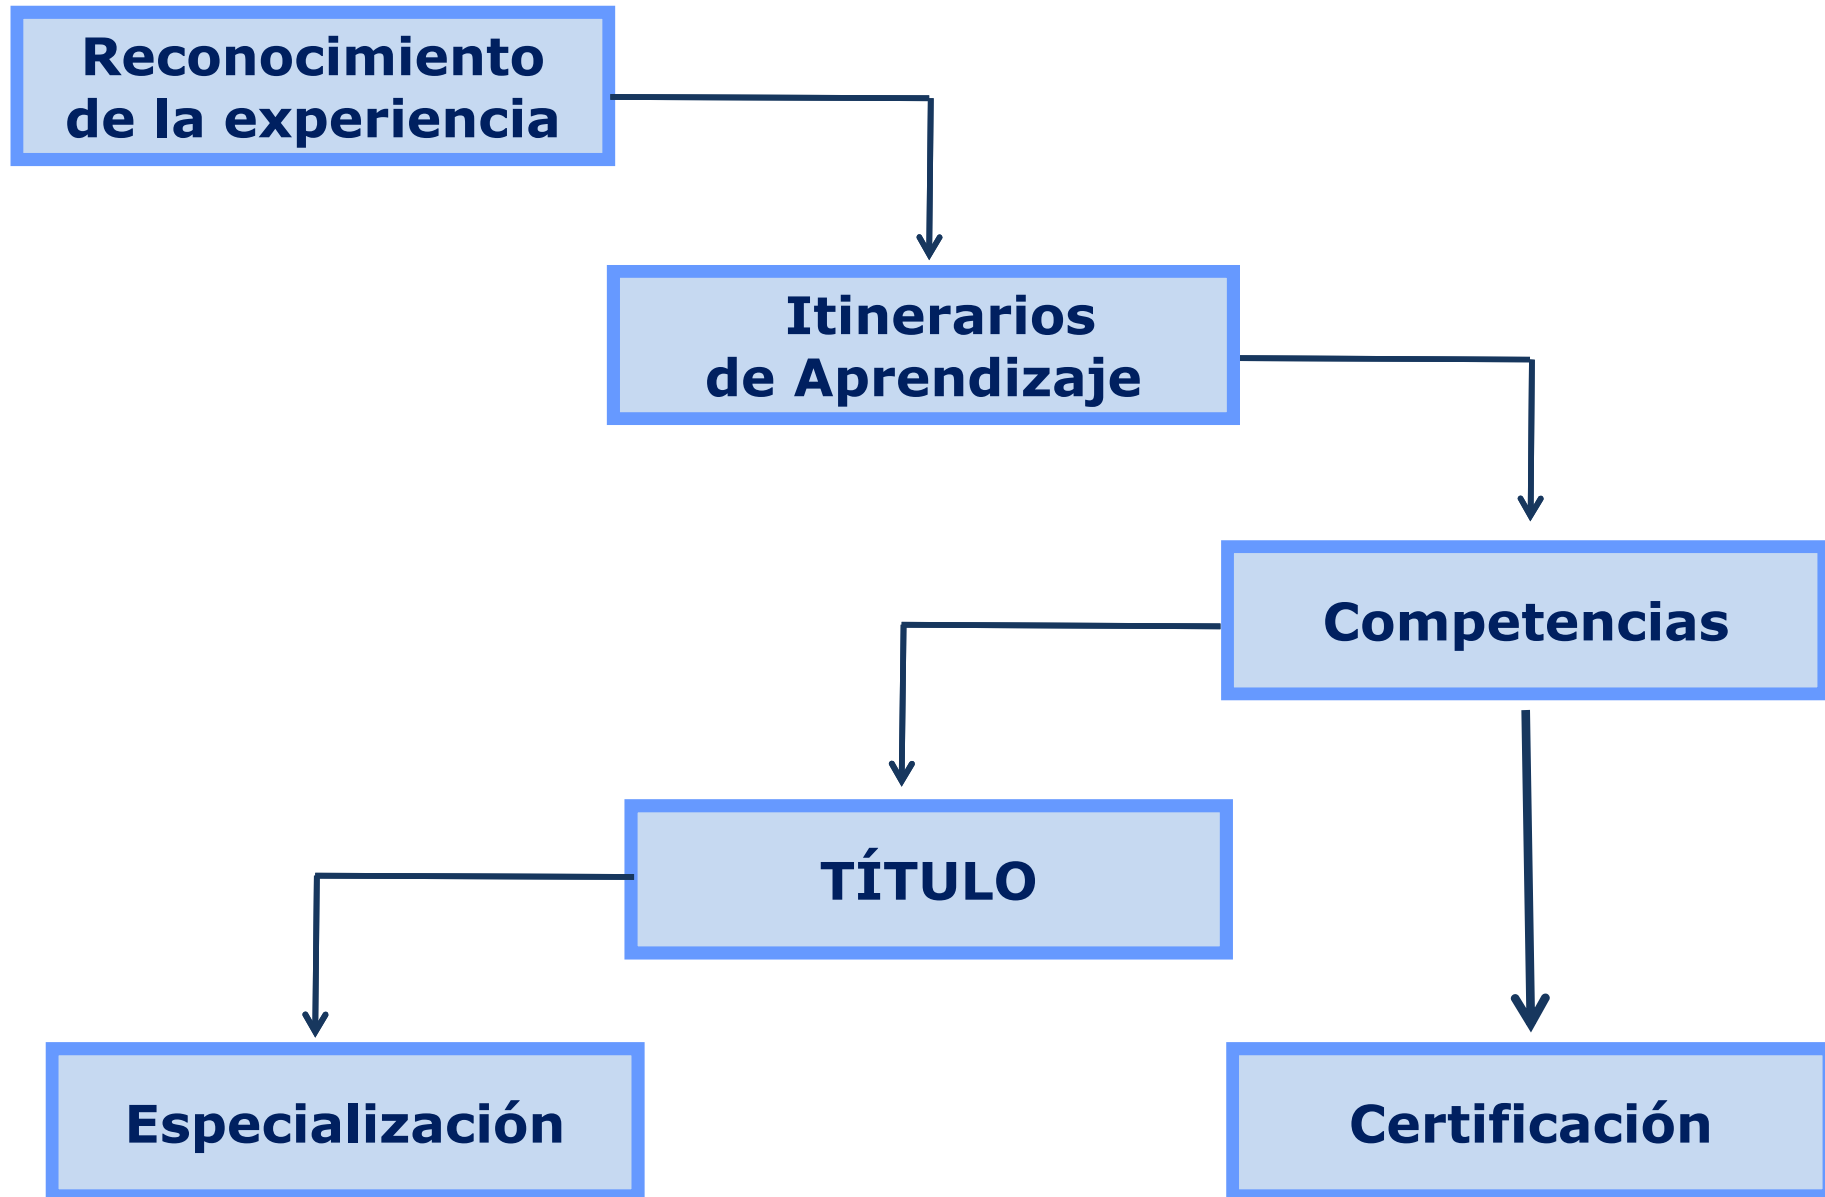 Reconocimiento
de la experiencia
Itinerarios
de Aprendizaje
Competencias
TÍTULO
Especialización
Certificación